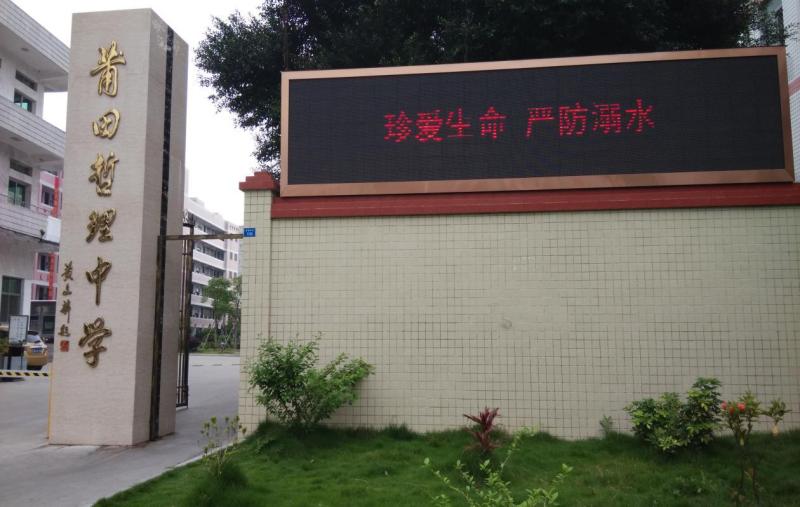 莆田哲理中学
珍爱生命 严防溺水